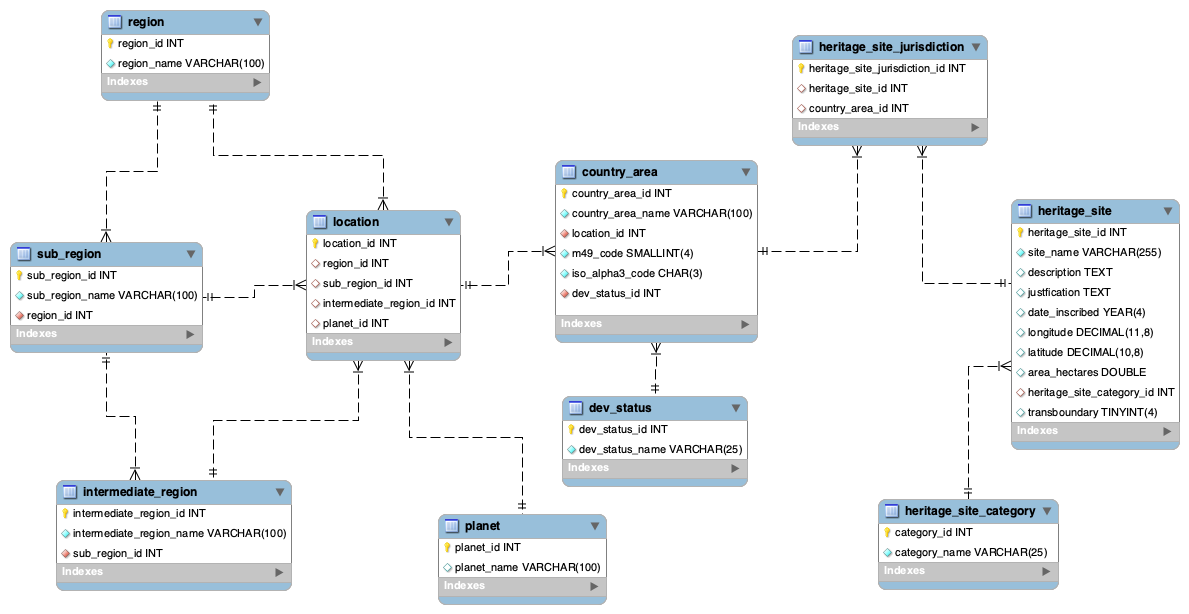 region
region_id INT
region_name VARCHAR(100)
Indexes
heritage_site_jurisdiction
heritage_site_jurisdiction_id INT
heritage_site_id INT
country_area_id INT
Indexes
country_area
country_area_id INT
country_area_name VARCHAR(100)
location_id INT
m49_code SMALLINT(4)
iso_alpha3_code CHAR(3)
dev_status_id INT
Indexes
heritage_site
heritage_site_id INT
site_name VARCHAR(255)
description TEXT
justfication TEXT
date_inscribed YEAR(4)
longitude DECIMAL(11,8)
latitude DECIMAL(10,8)
area_hectares DOUBLE
heritage_site_category_id INT
transboundary TINYINT(4)
Indexes
location
location_id INT
region_id INT
sub_region_id INT
intermediate_region_id INT
planet_id INT
Indexes
sub_region
sub_region_id INT
sub_region_name VARCHAR(100)
region_id INT
Indexes
dev_status
dev_status_id INT
dev_status_name VARCHAR(25)
Indexes
intermediate_region
intermediate_region_id INT
intermediate_region_name VARCHAR(100)
sub_region_id INT
Indexes
planet
planet_id INT
planet_name VARCHAR(100)
Indexes
heritage_site_category
category_id INT
category_name VARCHAR(25)
Indexes